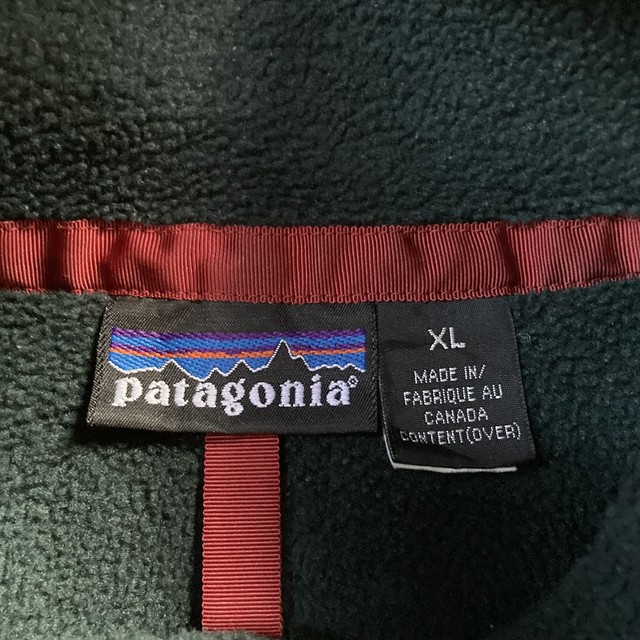 patagonia®
XL
MADE IN/
FABRIQUE AU
CANADA
CONTENT(OVER)